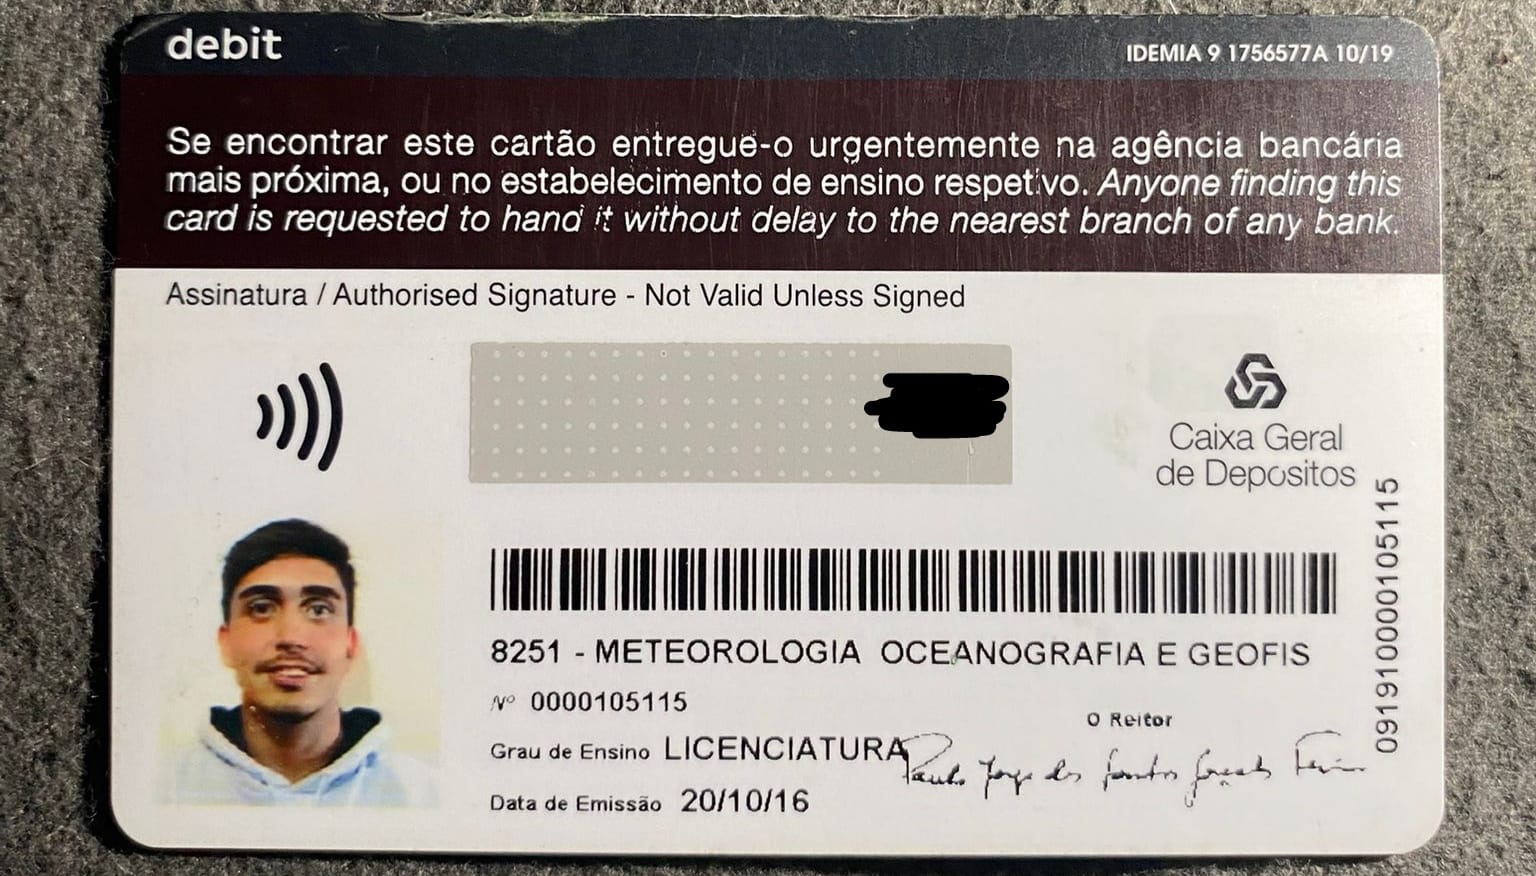 debit
IDEMIA 9 1756577A 10/19
Se encontrar este cartão entregue-o urgentemente na agência bancária
mais próxima, ou no estabelecimento de ensino respetivo. Anyone finding this
card is requested to hand it without delay to the nearest branch of any bank.
Assinatura / Authorised Signature - Not Valid Unless Signed
Caixa Geral
de Depositos
0919100000105115
8251 - METEOROLOGIA OCEANOGRAFIA E GEOFIS
Nº 0000105115
O Reitor
Grau de Ensino LICENCIATURA
Paulo Jorge dos Santos
Data de Emissão 20/10/16